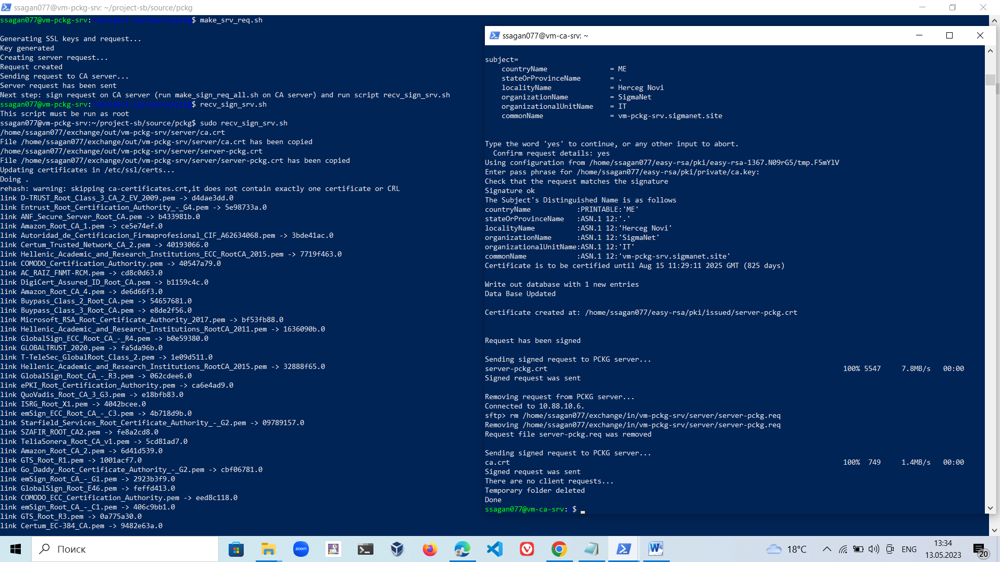 ssagan077@vm-pckg-srv: ~/project-sb/source/pckg
ssagan077@vm-pckg-srv:~/project-sb/source/pckg$ make_srv_req.sh
Generating SSL keys and request...
Key generated
Creating server request...
Request created
Sending request to CA server...
Server request has been sent
Next step: sign request on CA server (run make_sign_req_all.sh on CA server) and run script recv_sign_srv.sh
ssagan077@vm-pckg-srv:~/project-sb/source/pckg$ recv_sign_srv.sh
This script must be run as root
ssagan077@vm-pckg-srv:~/project-sb/source/pckg$ sudo recv_sign_srv.sh
/home/ssagan077/exchange/out/vm-pckg-srv/server/ca.crt
File /home/ssagan077/exchange/out/vm-pckg-srv/server/ca.crt has been copied
/home/ssagan077/exchange/out/vm-pckg-srv/server/server-pckg.crt
File /home/ssagan077/exchange/out/vm-pckg-srv/server/server-pckg.crt has been copied
Updating certificates in /etc/ssl/certs...
Doing .
rehash: warning: skipping ca-certificates.crt,it does not contain exactly one certificate or CRL
link D-TRUST_Root_Class_3_CA_2_EV_2009.pem -> d4dae3dd.0
link Entrust_Root_Certification_Authority_-_G4.pem -> 5e98733a.0
link ANF_Secure_Server_Root_CA.pem -> b433981b.0
link Amazon_Root_CA_1.pem -> ce5e74ef.0
link Autoridad_de_Certificacion_Firmaprofesional_CIF_A62634068.pem -> 3bde41ac.0
link Certum_Trusted_Network_CA_2.pem -> 40193066.0
link Hellenic_Academic_and_Research_Institutions_ECC_RootCA_2015.pem -> 7719f463.0
link COMODO_Certification_Authority.pem -> 40547a79.0
link AC_RAIZ_FNMT-RCM.pem -> cd8c0d63.0
link DigiCert_Assured_ID_Root_CA.pem -> b1159c4c.0
link Amazon_Root_CA_4.pem -> de6d66f3.0
link Buypass_Class_2_Root_CA.pem -> 54657681.0
link Buypass_Class_3_Root_CA.pem -> e8de2f56.0
link Microsoft_RSA_Root_Certificate_Authority_2017.pem -> bf53fb88.0
link Hellenic_Academic_and_Research_Institutions_RootCA_2011.pem -> 1636090b.0
link GlobalSign_ECC_Root_CA_-_R4.pem -> b0e59380.0
link GLOBALTRUST_2020.pem -> fa5da96b.0
link T-TeleSec_GlobalRoot_Class_2.pem -> 1e09d511.0
link Hellenic_Academic_and_Research_Institutions_RootCA_2015.pem -> 32888f65.0
link GlobalSign_Root_CA_-_R3.pem -> 062cdee6.0
link ePKI_Root_Certification_Authority.pem -> ca6e4ad9.0
link QuoVadis_Root_CA_3_G3.pem -> e18bfb83.0
link ISRG_Root_X1.pem -> 4042bcee.0
link emSign_ECC_Root_CA_-_C3.pem -> 4b718d9b.0
link Starfield_Services_Root_Certificate_Authority_-_G2.pem -> 09789157.0
link SZAFIR_ROOT_CA2.pem -> fe8a2cd8.0
link TeliaSonera_Root_CA_v1.pem -> 5cd81ad7.0
link Amazon_Root_CA_2.pem -> 6d41d539.0
link GTS_Root_R1.pem -> 1001acf7.0
link Go_Daddy_Root_Certificate_Authority_-_G2.pem -> cbf06781.0
link emSign_Root_CA_-_G1.pem -> 2923b3f9.0
link GlobalSign_Root_E46.pem -> feffd413.0
link COMODO_ECC_Certification_Authority.pem -> eed8c118.0
link emSign_Root_CA_-_C1.pem -> 406c9bb1.0
link GTS_Root_R3.pem -> 0a775a30.0
link Certum_EC-384_CA.pem -> 9482e63a.0
ssagan077@vm-ca-srv: ~
subject=
countryName = ME
stateOrProvinceName = .
localityName = Herceg Novi
organizationName = SigmaNet
organizationalUnitName = IT
commonName = vm-pckg-srv.sigmanet.site
Type the word 'yes' to continue, or any other input to abort.
Confirm request details: yes
Using configuration from /home/ssagan077/easy-rsa/pki/easy-rsa-1367.N09rG5/tmp.F5mYlV
Enter pass phrase for /home/ssagan077/easy-rsa/pki/private/ca.key:
Check that the request matches the signature
Signature ok
The Subject's Distinguished Name is as follows
countryName :PRINTABLE:'ME'
stateOrProvinceName :ASN.1 12:'.'
localityName :ASN.1 12:'Herceg Novi'
organizationName :ASN.1 12:'SigmaNet'
organizationalUnitName:ASN.1 12:'IT'
commonName :ASN.1 12:'vm-pckg-srv.sigmanet.site'
Certificate is to be certified until Aug 15 11:29:11 2025 GMT (825 days)
Write out database with 1 new entries
Data Base Updated
Certificate created at: /home/ssagan077/easy-rsa/pki/issued/server-pckg.crt
Request has been signed
Sending signed request to PCKG server...
server-pckg.crt 100% 5547 7.8MB/s 00:00
Signed request was sent
Removing request from PCKG server...
Connected to 10.88.10.6.
sftp> rm /home/ssagan077/exchange/in/vm-pckg-srv/server/server-pckg.req
Removing /home/ssagan077/exchange/in/vm-pckg-srv/server/server-pckg.req
Request file server-pckg.req was removed
Sending signed request to PCKG server...
ca.crt 100% 749 1.4MB/s 00:00
Signed request was sent
There are no client requests...
Temporary folder deleted
Done
ssagan077@vm-ca-srv: $
Поиск
zoom
18°C
ENG
13:34
13.05.2023
20